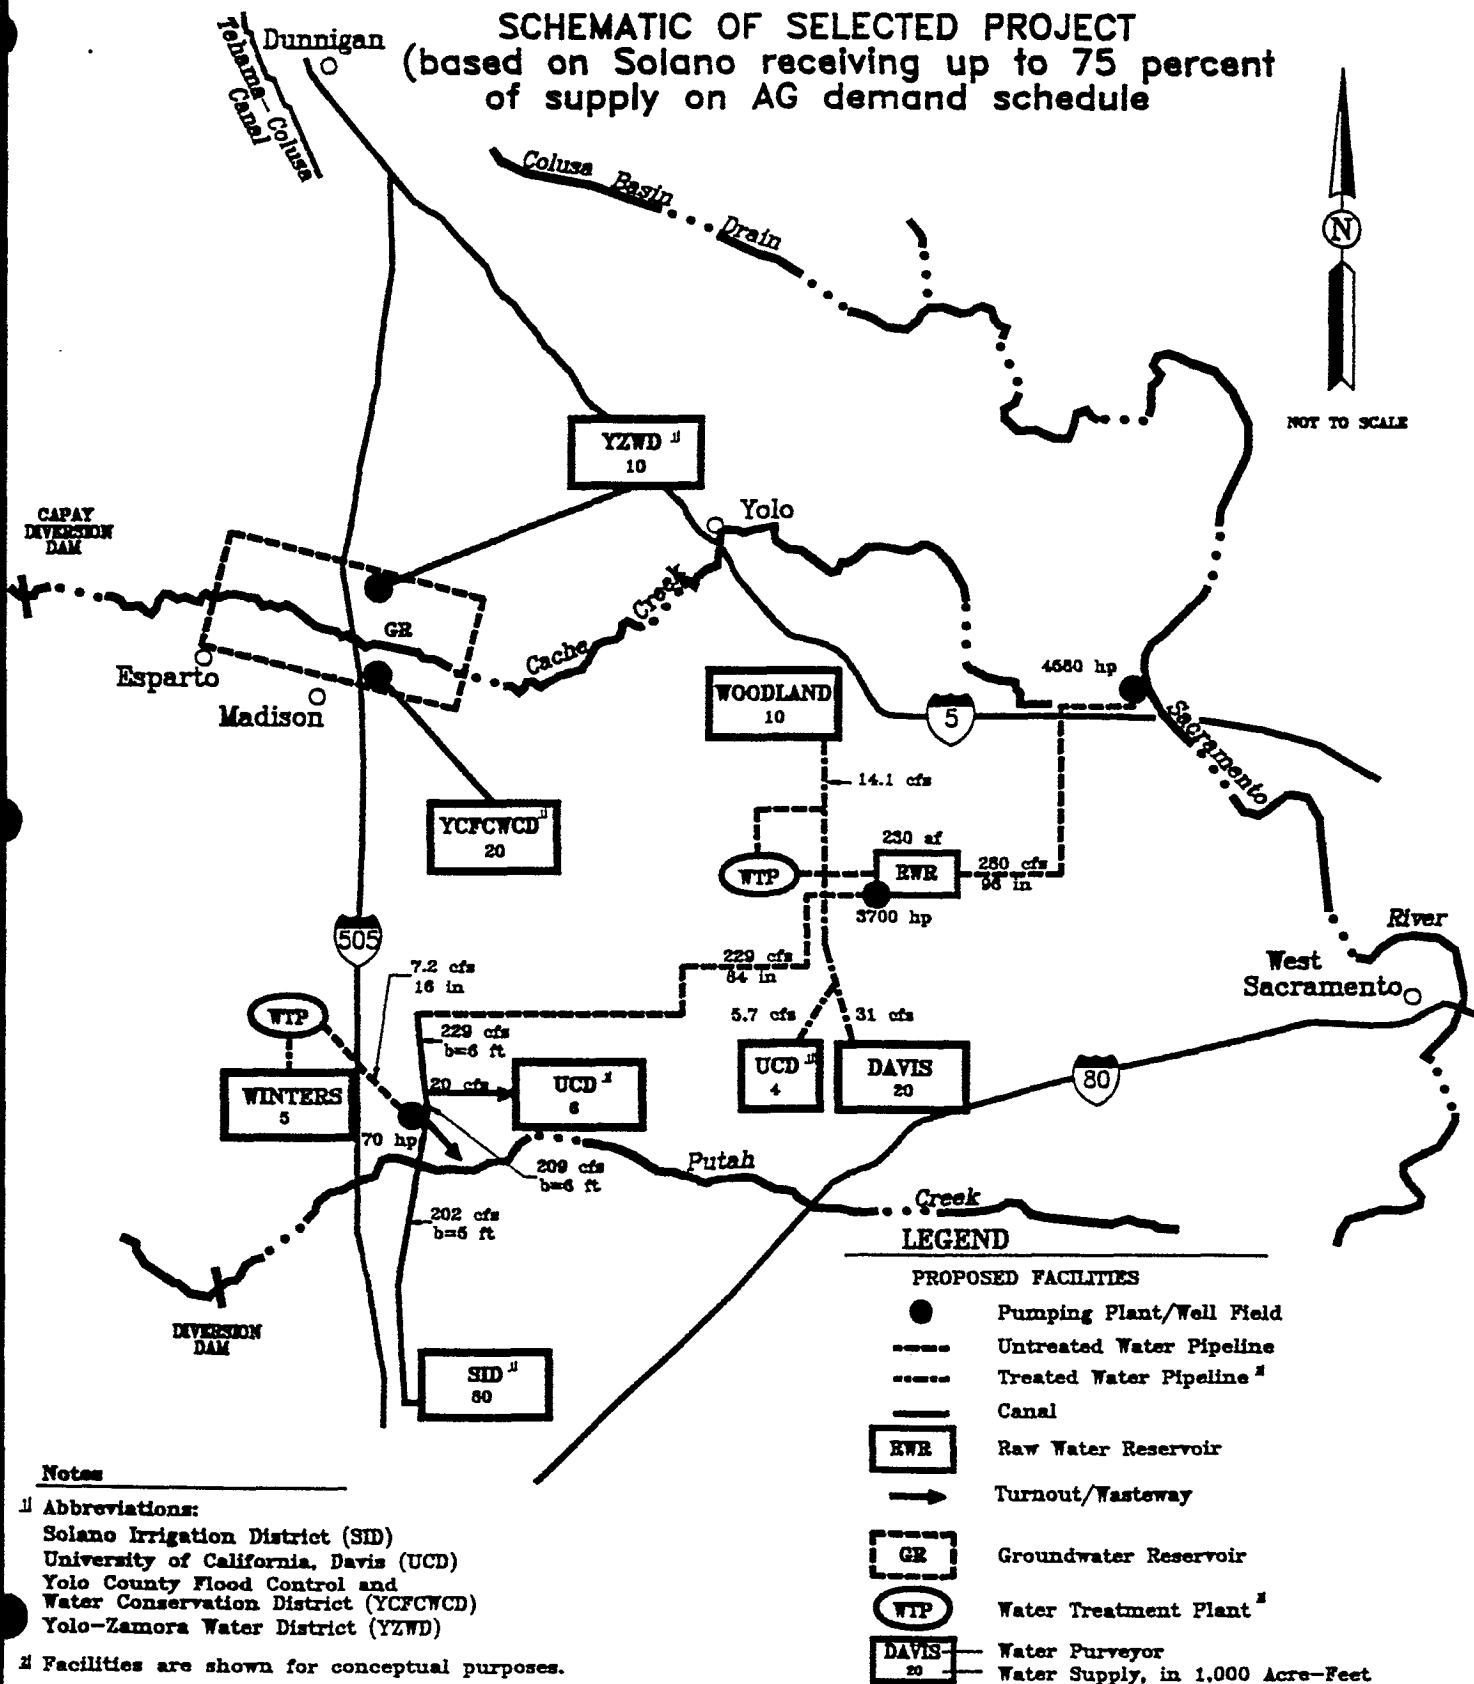 SCHEMATIC OF SELECTED PROJECT
(based on Solano receiving up to 75 percent
of supply on AG demand schedule
Dunnigan
Tehama-Colusa
Canal
Colusa Basin Drain
N
NOT TO SCALE
YZWD 1/
10
CAPAY
DIVERSION
DAM
Yolo
GR
Cache Creek
Esparto
Madison
WOODLAND
10
5
Sacramento
River
14.1 cfs
YCFCWCD 1/
20
230 af
WTP
RWR
96 in
3700 hp
505
229 cfs
84 in
7.2 cfs
16 in
West
Sacramento
WTP
229 cfs
b=6 ft
5.7 cfs
31 cfs
20 cfs
UCD 1/
4
DAVIS
20
80
WINTERS
5
UCD
6
70 hp
209 cfs
b=6 ft
Putah
Creek
202 cfs
b=5 ft
DIVERSION
DAM
SID 1/
LEGEND
PROPOSED FACILITIES
Pumping Plant/Well Field
Untreated Water Pipeline
Treated Water Pipeline 2/
Canal
RWR Raw Water Reservoir
Turnout/Wasteway
GR Groundwater Reservoir
WTP Water Treatment Plant 2/
DAVIS Water Purveyor
20 Water Supply, in 1,000 Acre-Feet
Notes
1/ Abbreviations:
Solano Irrigation District (SID)
University of California, Davis (UCD)
Yolo County Flood Control and
Water Conservation District (YCFCWCD)
Yolo-Zamora Water District (YZWD)
2/ Facilities are shown for conceptual purposes.